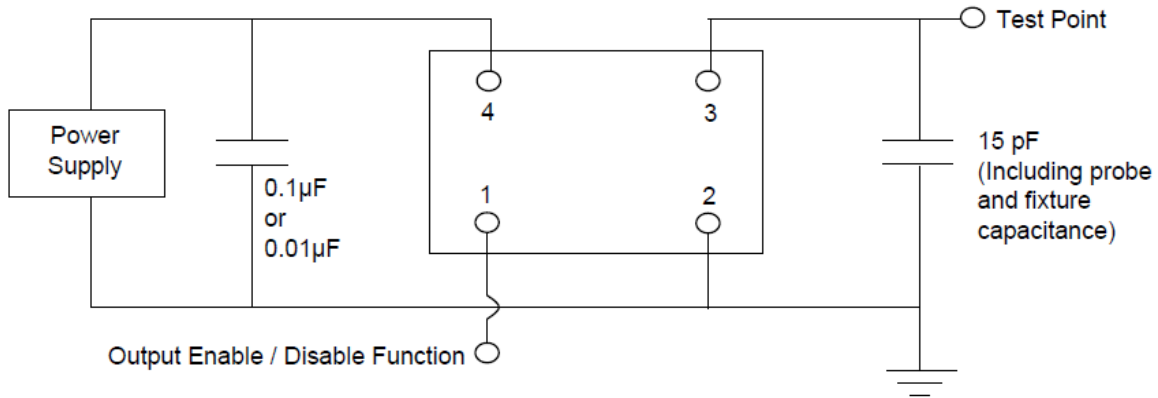 Test Point
Power
Supply
4
3
0.1µF
or
0.01µF
1
2
15 pF
(Including probe
and fixture
capacitance)
Output Enable / Disable Function